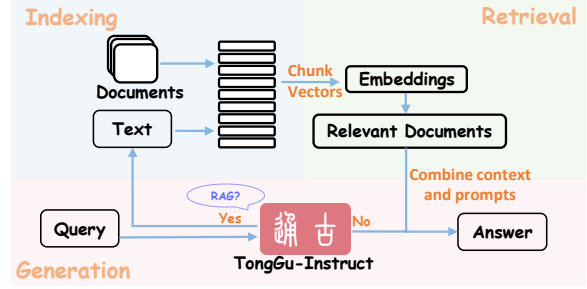 Indexing
Retrieval
Documents
Chunk
Vectors
Embeddings
Text
Relevant Documents
Combine context
and prompts
RAG?
Yes
No
Query
通古
Answer
TongGu-Instruct
Generation